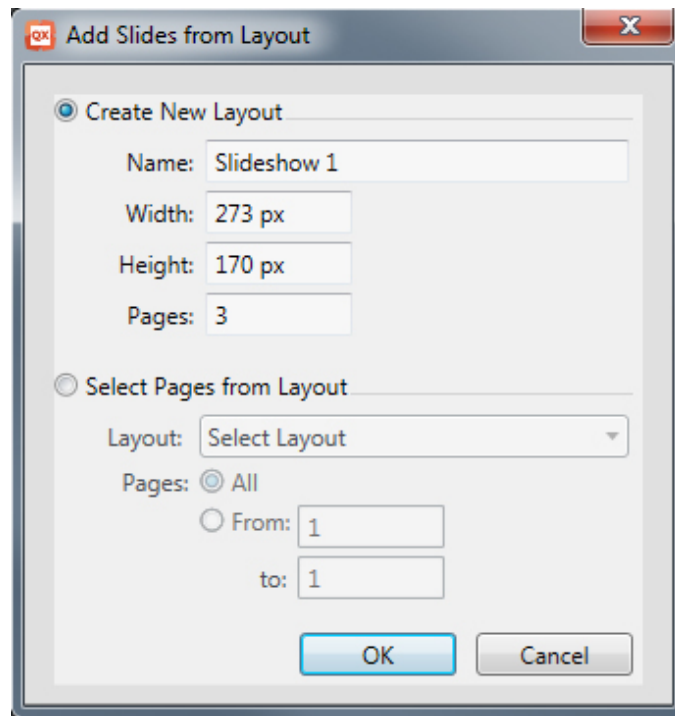 QX Add Slides from Layout X
Create New Layout
Name: Slideshow 1
Width: 273 px
Height: 170 px
Pages: 3
Select Pages from Layout
Layout: Select Layout
Pages: All
From: 1
to: 1
OK Cancel